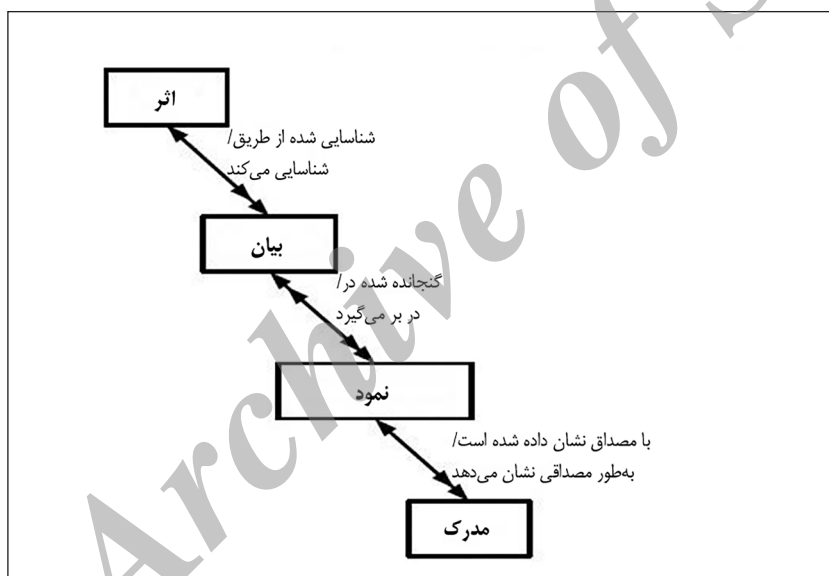 اثر
شناسایی شده از طریق/
شناسایی می‌کند
بیان
گنجانده شده در/
در بر می‌گیرد
نمود
با مصداق نشان داده شده است/
به‌طور مصداقی نشان می‌دهد
مدرک
Archive of S